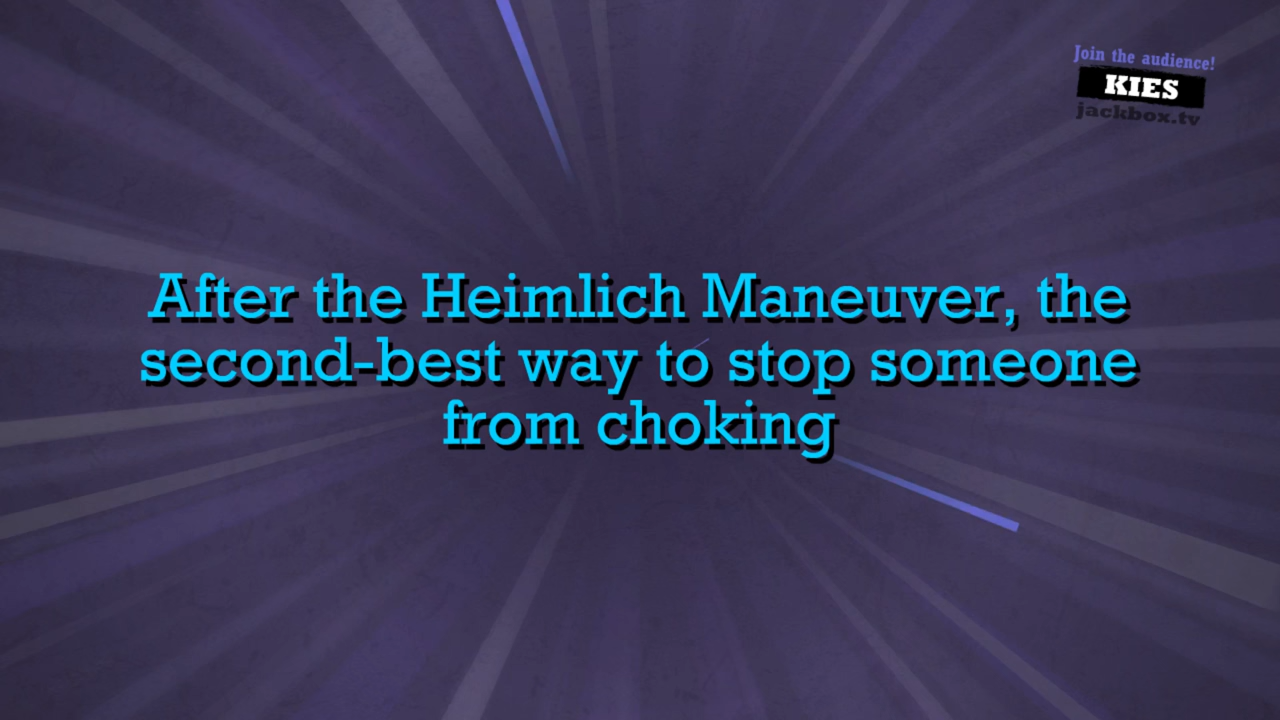 Join the audience!
KIES
jackbox.tv
After the Heimlich Maneuver, the
second-best way to stop someone
from choking